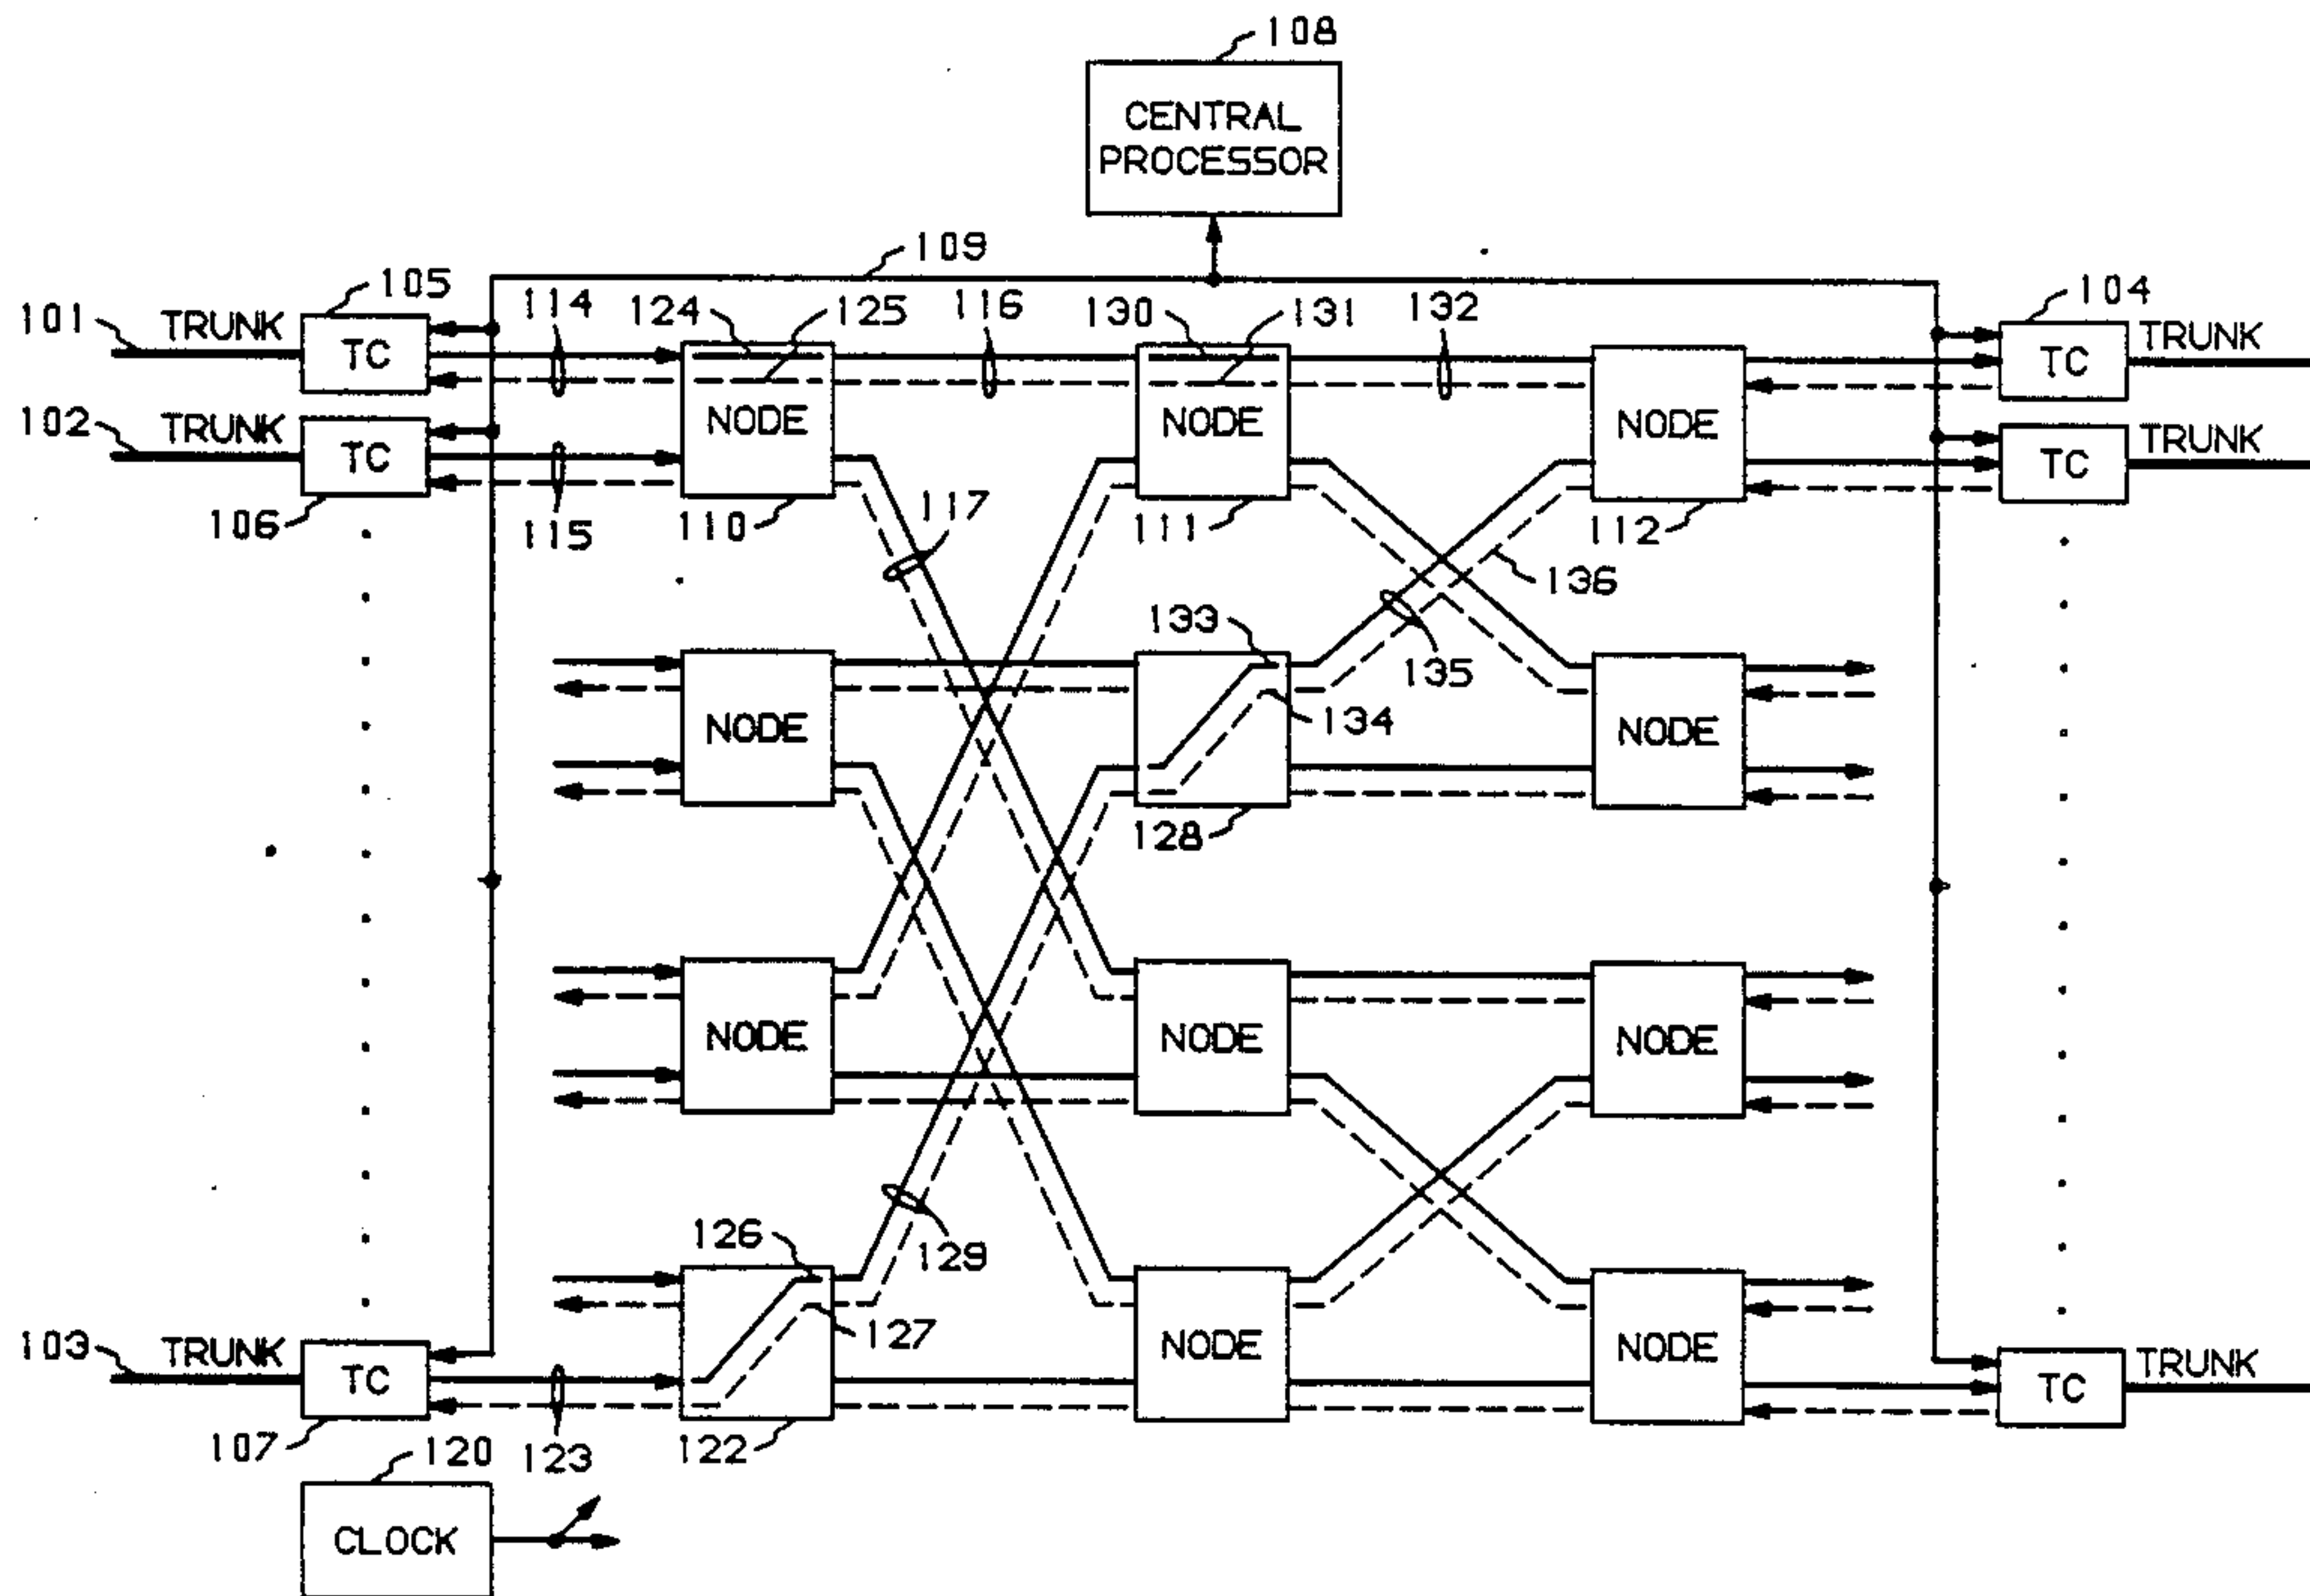 108
CENTRAL
PROCESSOR
109
105
114
124
125
116
130
131
132
104
101
TRUNK
TC
TC
TRUNK
102
TRUNK
TC
NODE
NODE
NODE
TC
TRUNK
106
115
110
117
111
112
136
133
135
NODE
134
NODE
128
NODE
NODE
NODE
126
129
127
103
TRUNK
TC
NODE
NODE
TC
TRUNK
107
120
123
122
CLOCK